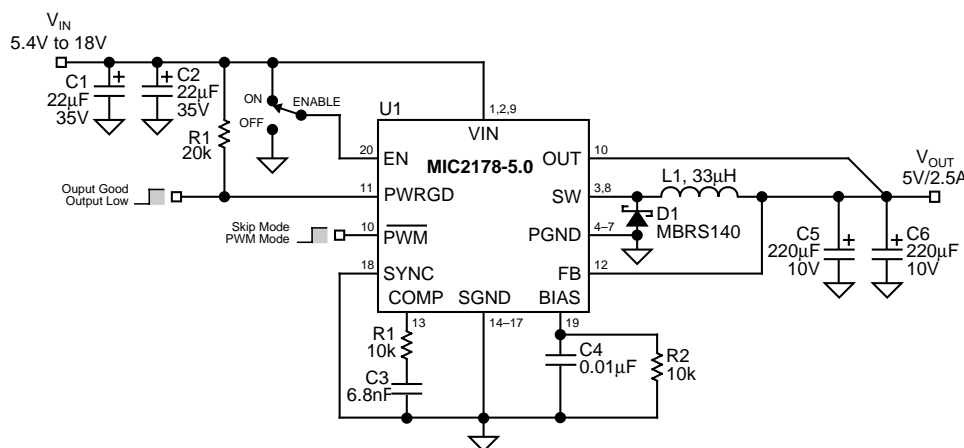 VIN
5.4V to 18V
C1
22µF
35V
C2
22µF
35V
R1
20k
ON
OFF
ENABLE
U1
1,2,9
VIN
MIC2178-5.0
20
EN
OUT
10
11
PWRGD
SW
3,8
L1, 33µH
VOUT
5V/2.5A
Ouput Good
Output Low
D1
MBRS140
Skip Mode
PWM Mode
10
PWM
PGND
4–7
C5
220µF
10V
C6
220µF
10V
18
SYNC
FB
12
COMP
SGND
BIAS
13
14–17
19
R1
10k
C3
6.8nF
C4
0.01µF
R2
10k